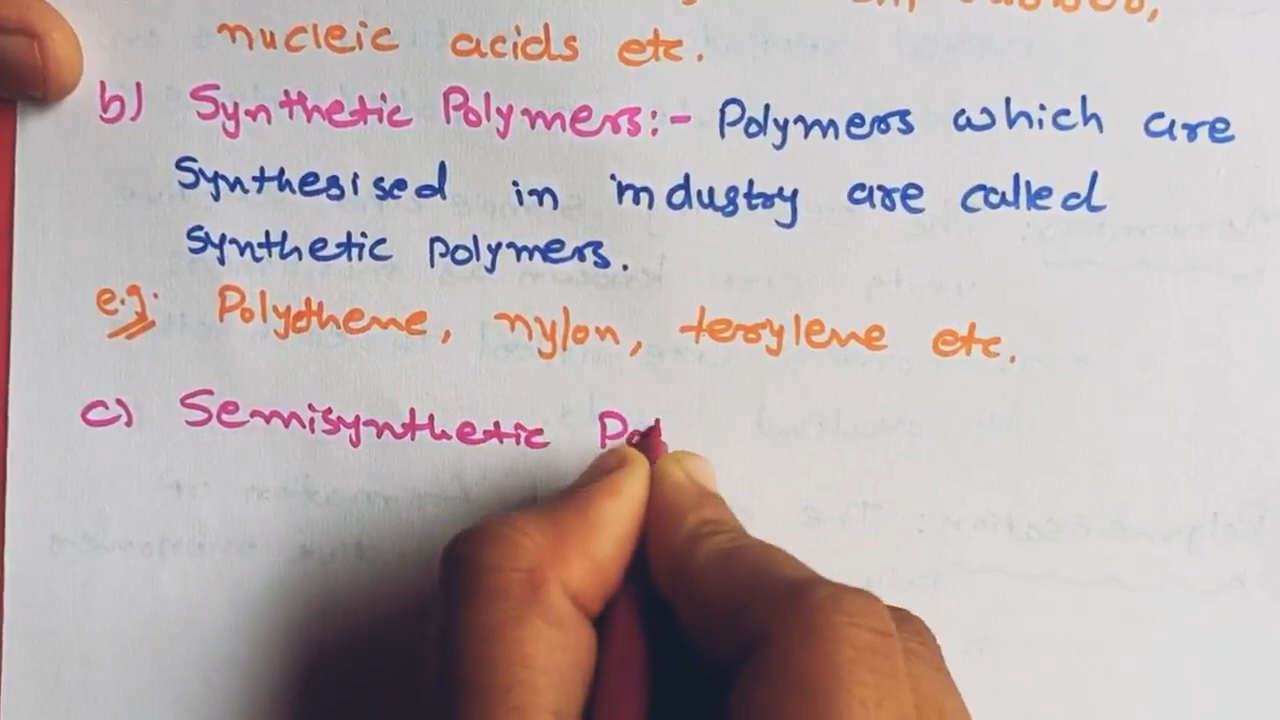 nucleic acids etc.
b) Synthetic Polymers:- Polymers which are
Synthesised in industry are called
Synthetic polymers.
e.g. Polythene, nylon, terylene etc.
c) Semisynthetic Pol